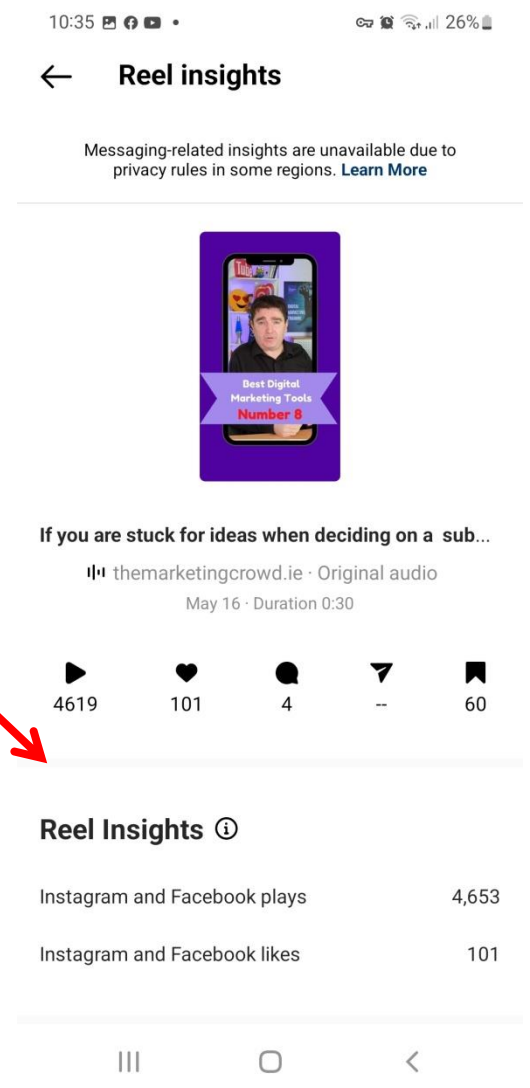 10:35
26%
Reel insights
Messaging-related insights are unavailable due to
privacy rules in some regions. Learn More
Best Digital
Marketing Tools
Number 8
If you are stuck for ideas when deciding on a sub...
themarketingcrowd.ie · Original audio
May 16 · Duration 0:30
4619 101 4 -- 60
Reel Insights
Instagram and Facebook plays 4,653
Instagram and Facebook likes 101